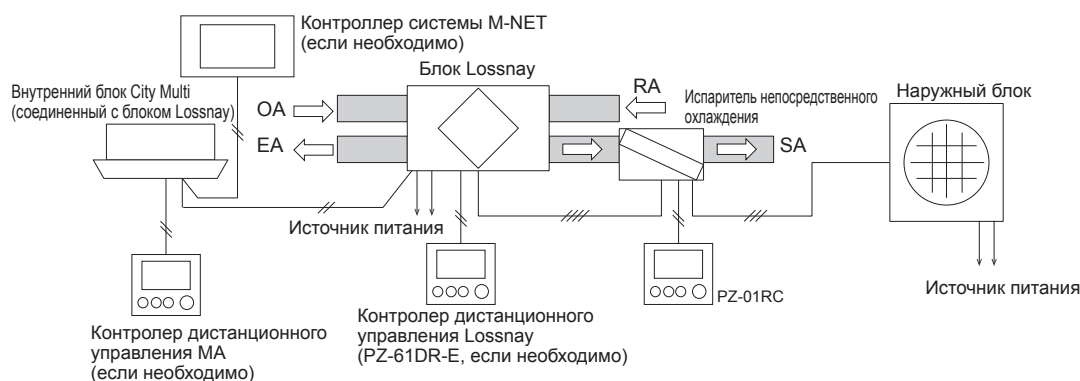 Контроллер системы M-NET
(если необходимо)
Блок Lossnay
Внутренний блок City Multi
(соединенный с блоком Lossnay)
OA
RA
Испаритель непосредственного
охлаждения
Наружный блок
EA
SA
Источник питания
PZ-01RC
Источник питания
Контролер дистанционного
управления MA
(если необходимо)
Контролер дистанционного
управления Lossnay
(PZ-61DR-E, если необходимо)